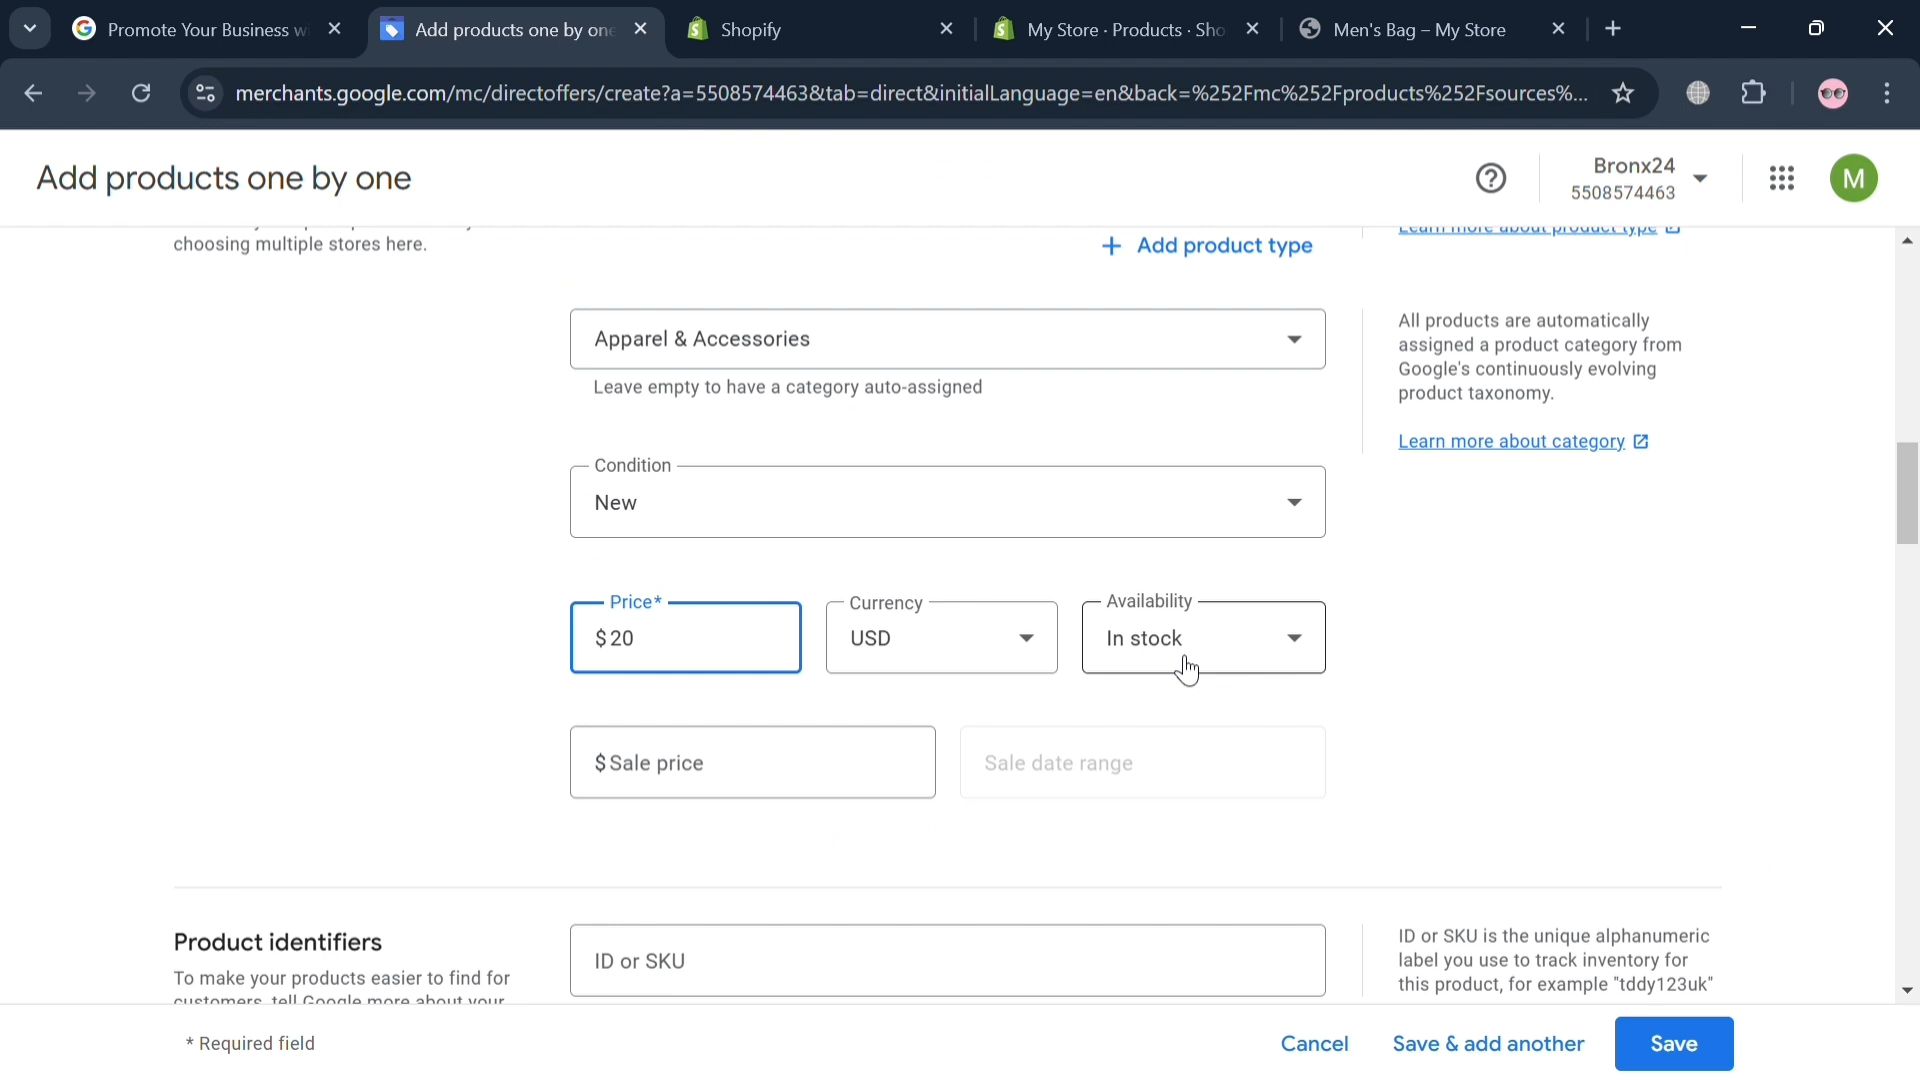 Promote Your Business w
Add products one by one
Shopify
My Store · Products · Sho
Men's Bag – My Store
merchants.google.com/mc/directoffers/create?a=5508574463&tab=direct&initialLanguage=en&back=%252Fmc%252Fproducts%252Fsources%...
Add products one by one
Bronx24
5508574463
M
choosing multiple stores here.
+ Add product type
Learn more about product type
Apparel & Accessories
Leave empty to have a category auto-assigned
All products are automatically
assigned a product category from
Google's continuously evolving
product taxonomy.
Learn more about category
Condition
New
Price*
$ 20
Currency
USD
Availability
In stock
$ Sale price
Sale date range
Product identifiers
To make your products easier to find for
customers, tell Google more about your
ID or SKU
ID or SKU is the unique alphanumeric
label you use to track inventory for
this product, for example "tddy123uk"
* Required field
Cancel
Save & add another
Save